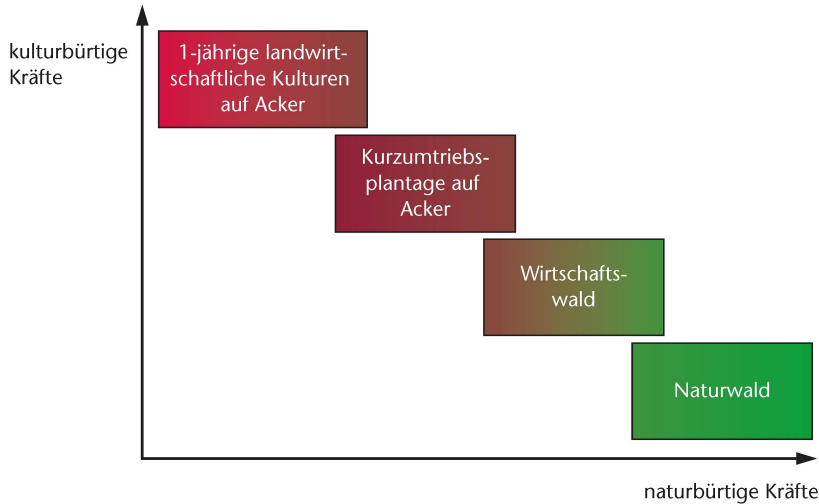 kulturbürtige
Kräfte
1-jährige landwirt-
schaftliche Kulturen
auf Acker
Kurzumtriebs-
plantage auf
Acker
Wirtschafts-
wald
Naturwald
naturbürtige Kräfte